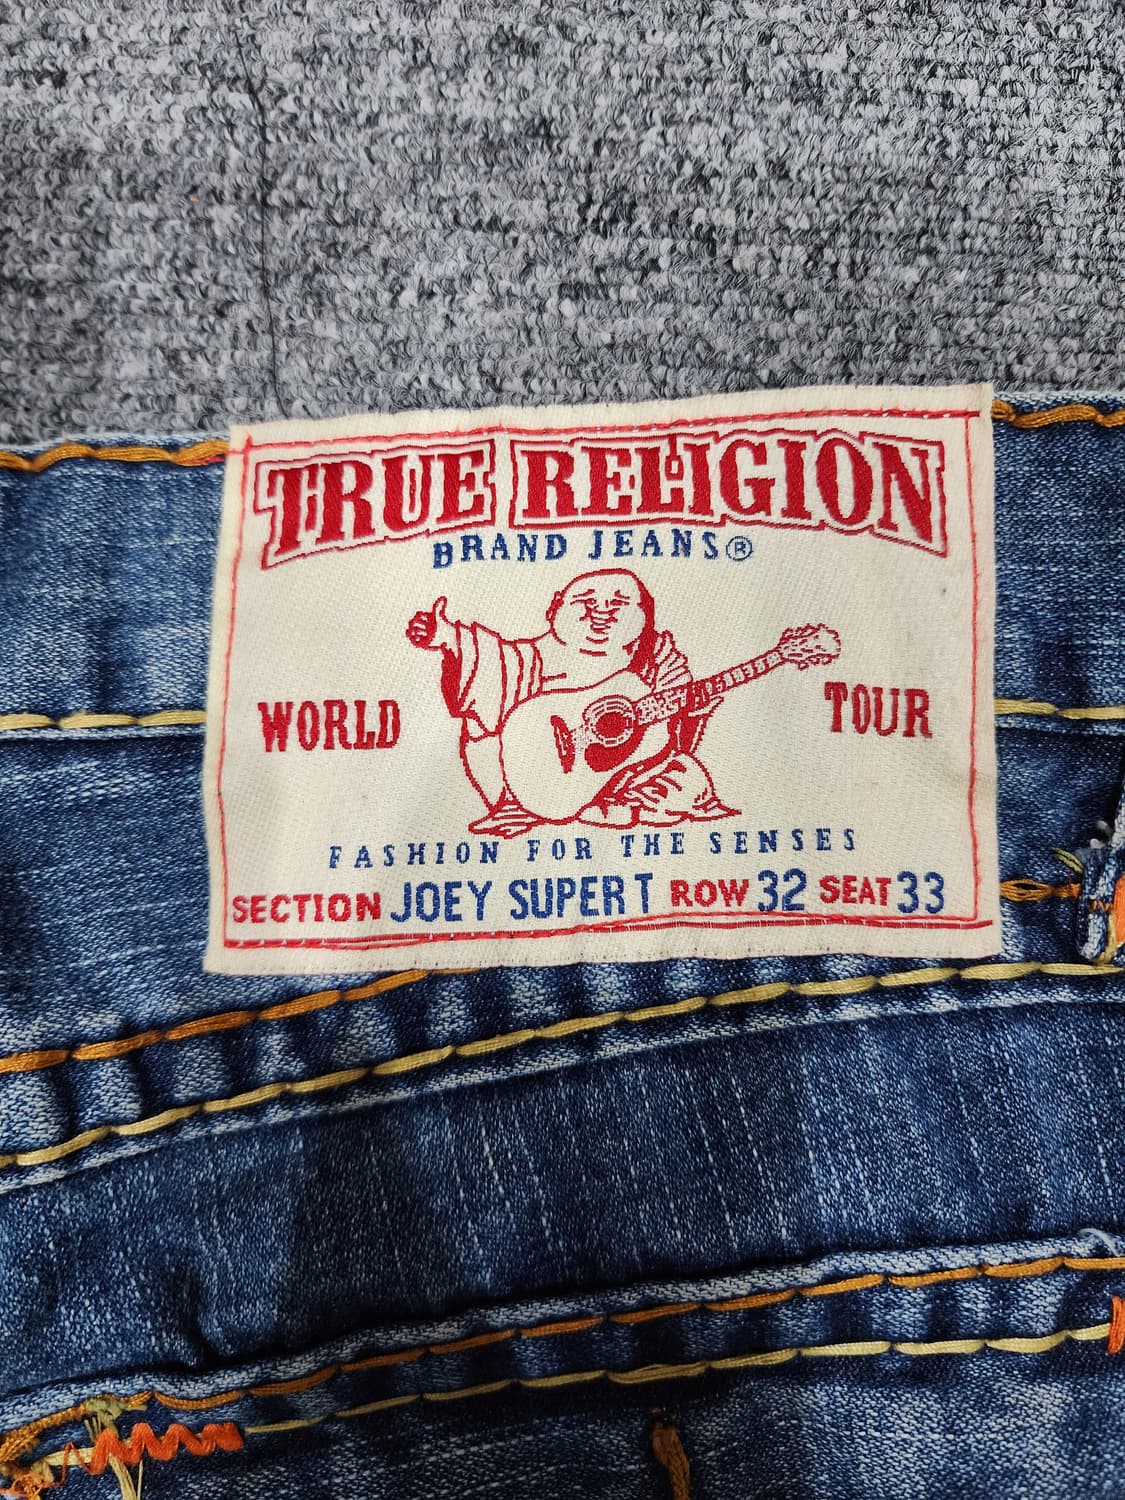 TRUE RELIGION
BRAND JEANS®
WORLD TOUR
FASHION FOR THE SENSES
SECTION JOEY SUPER T ROW 32 SEAT 33